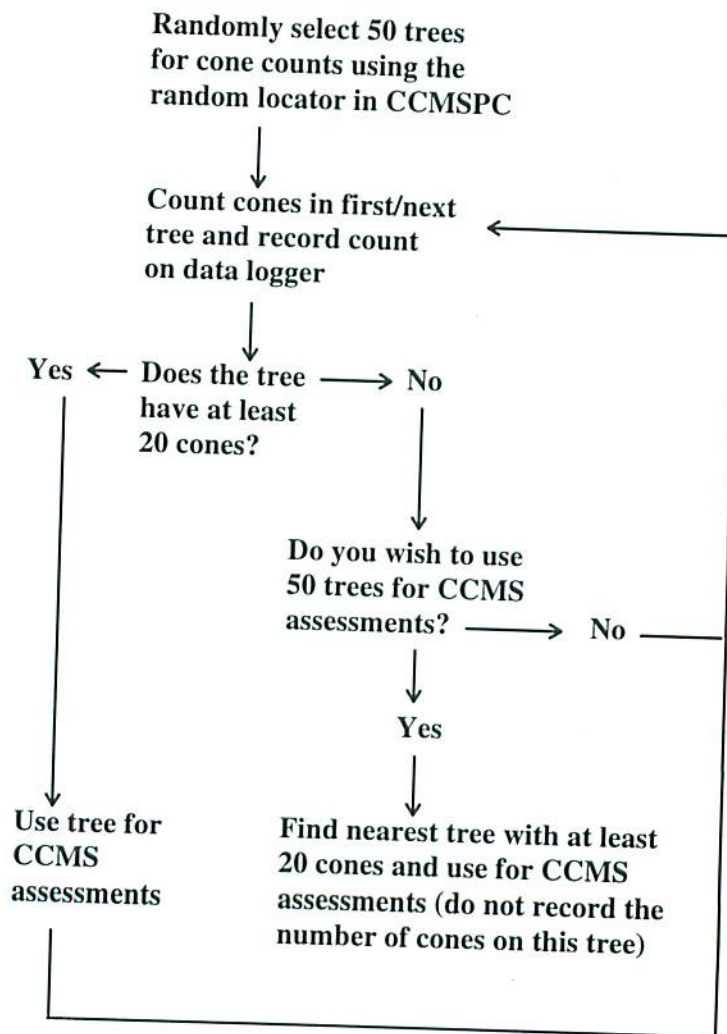 Randomly select 50 trees
for cone counts using the
random locator in CCMSPC
Count cones in first/next
tree and record count
on data logger
Yes
Does the tree
have at least
20 cones?
No
Do you wish to use
50 trees for CCMS
assessments?
No
Yes
Use tree for
CCMS
assessments
Find nearest tree with at least
20 cones and use for CCMS
assessments (do not record the
number of cones on this tree)